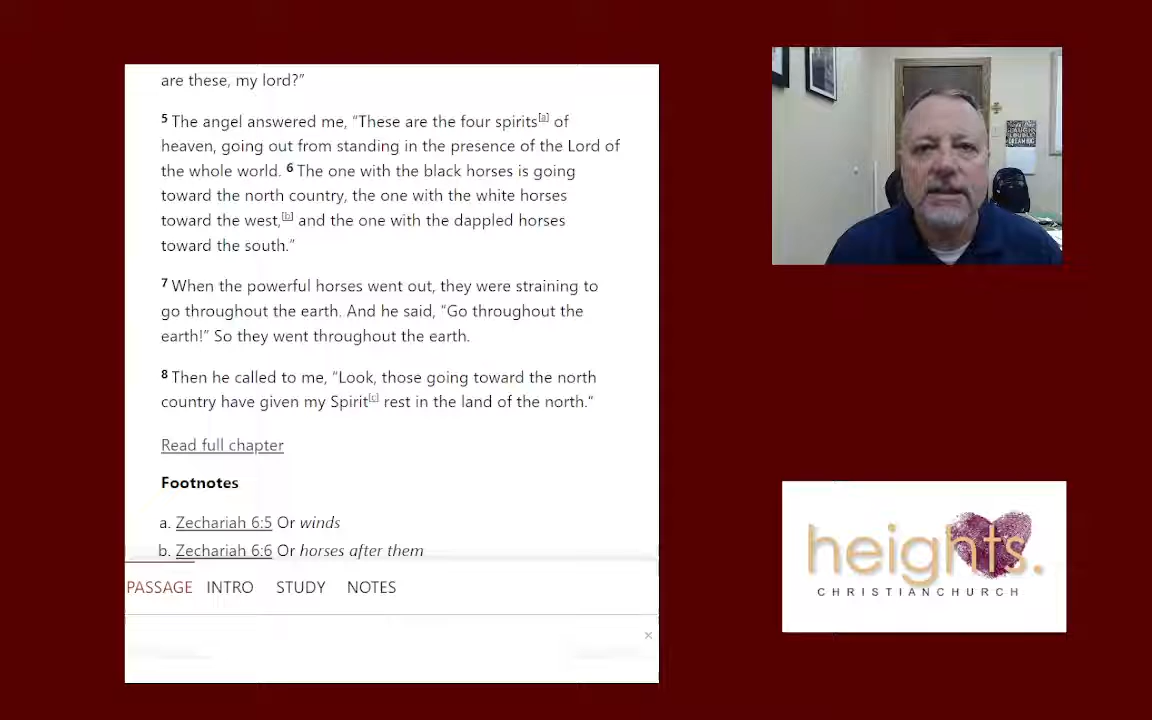 are these, my lord?”
5 The angel answered me, “These are the four spirits[a] of
heaven, going out from standing in the presence of the Lord of
the whole world. 6 The one with the black horses is going
toward the north country, the one with the white horses
toward the west,[b] and the one with the dappled horses
toward the south.”
7 When the powerful horses went out, they were straining to
go throughout the earth. And he said, “Go throughout the
earth!” So they went throughout the earth.
8 Then he called to me, “Look, those going toward the north
country have given my Spirit[c] rest in the land of the north.”
Read full chapter
Footnotes
a. Zechariah 6:5 Or winds
b. Zechariah 6:6 Or horses after them
PASSAGE INTRO STUDY NOTES
heights.
CHRISTIANCHURCH